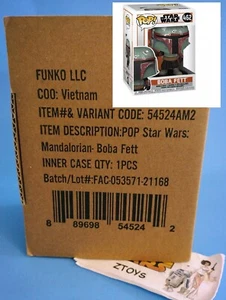 POP!
STAR WARS
462
BOBA FETT
FUNKO LLC
COO: Vietnam
ITEM#& VARIANT CODE: 54524AM2
ITEM DESCRIPTION:POP Star Wars:
Mandalorian- Boba Fett
INNER CASE QTY: 1PCS
Batch/Lot#:FAC-053571-21168
8 89698 54524 2
ZTOYS